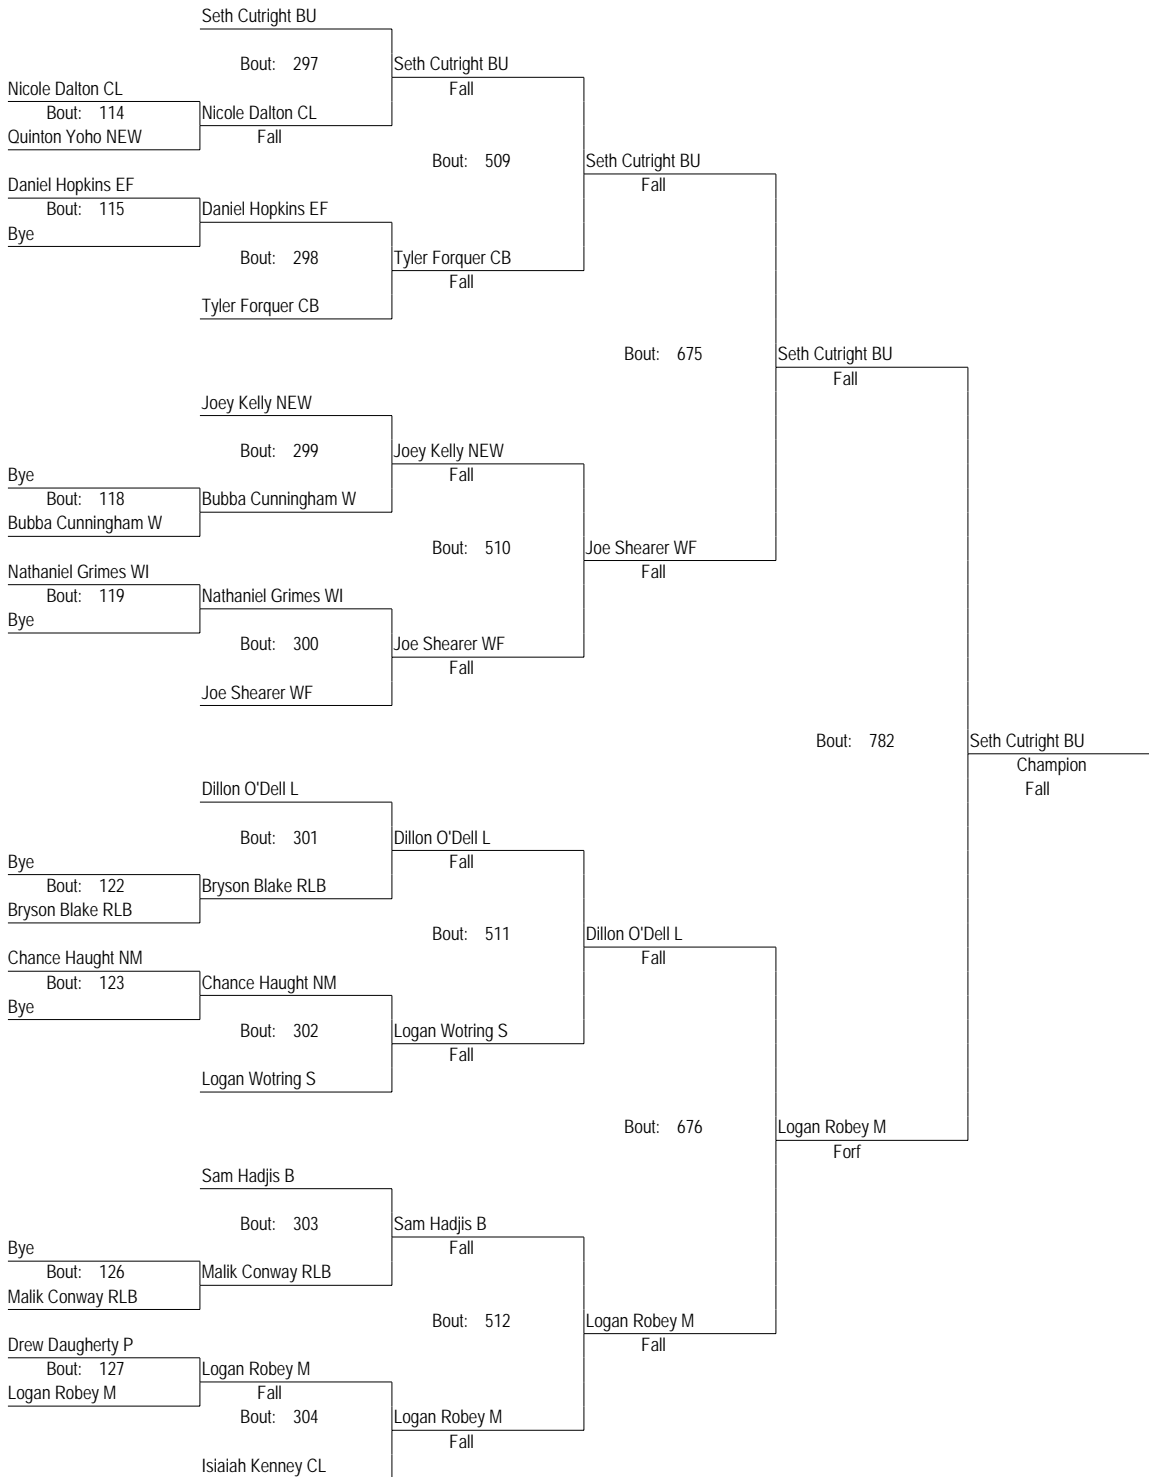 Seth Cutright BU
Bout: 297
Seth Cutright BU
Fall
Nicole Dalton CL
Bout: 114
Nicole Dalton CL
Fall
Quinton Yoho NEW
Bout: 509
Seth Cutright BU
Fall
Daniel Hopkins EF
Bout: 115
Daniel Hopkins EF
Bye
Bout: 298
Tyler Forquer CB
Fall
Tyler Forquer CB
Bout: 675
Seth Cutright BU
Fall
Joey Kelly NEW
Bout: 299
Joey Kelly NEW
Fall
Bye
Bout: 118
Bubba Cunningham W
Bubba Cunningham W
Bout: 510
Joe Shearer WF
Fall
Nathaniel Grimes WI
Bout: 119
Nathaniel Grimes WI
Bye
Bout: 300
Joe Shearer WF
Fall
Joe Shearer WF
Bout: 782
Seth Cutright BU
Champion
Fall
Dillon O'Dell L
Bout: 301
Dillon O'Dell L
Fall
Bye
Bout: 122
Bryson Blake RLB
Bryson Blake RLB
Bout: 511
Dillon O'Dell L
Fall
Chance Haught NM
Bout: 123
Chance Haught NM
Bye
Bout: 302
Logan Wotring S
Fall
Logan Wotring S
Bout: 676
Logan Robey M
Forf
Sam Hadjis B
Bout: 303
Sam Hadjis B
Fall
Bye
Bout: 126
Malik Conway RLB
Malik Conway RLB
Bout: 512
Logan Robey M
Fall
Drew Daugherty P
Bout: 127
Logan Robey M
Fall
Logan Robey M
Bout: 304
Logan Robey M
Fall
Isiaiah Kenney CL